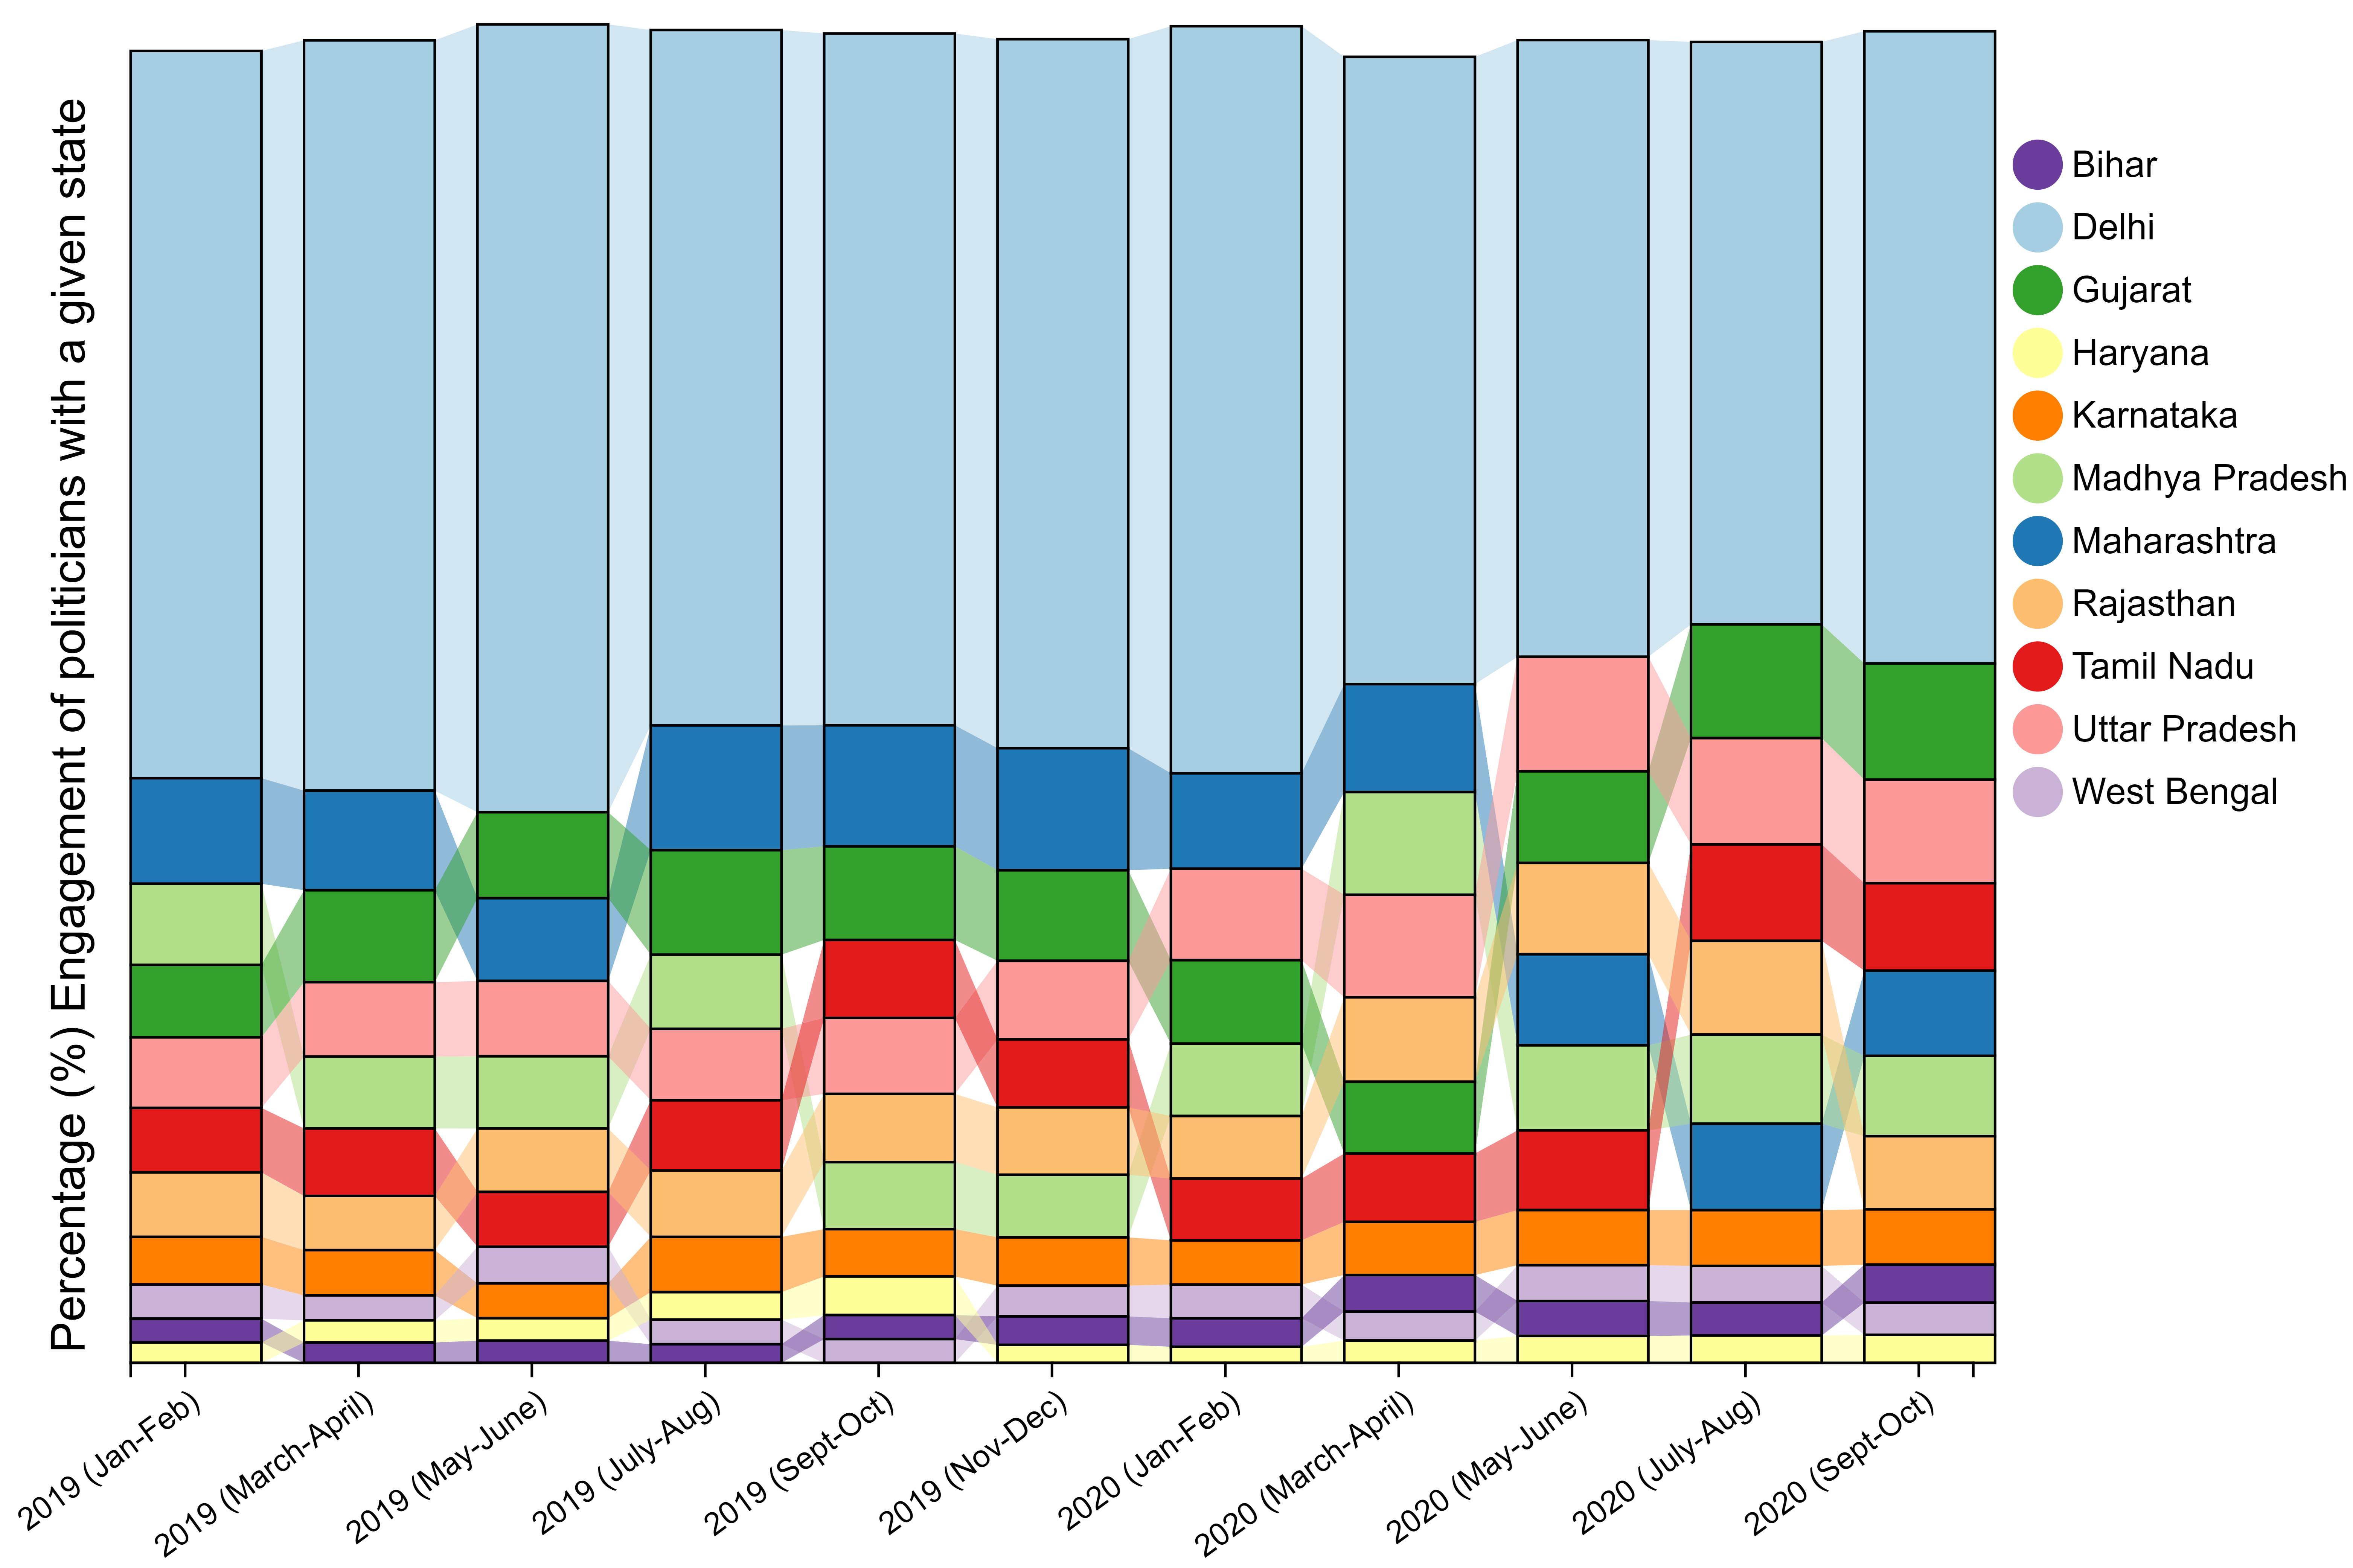 Percentage (%) Engagement of politicians with a given state
Bihar
Delhi
Gujarat
Haryana
Karnataka
Madhya Pradesh
Maharashtra
Rajasthan
Tamil Nadu
Uttar Pradesh
West Bengal
2019 (Jan-Feb)
2019 (March-April)
2019 (May-June)
2019 (July-Aug)
2019 (Sept-Oct)
2019 (Nov-Dec)
2020 (Jan-Feb)
2020 (March-April)
2020 (May-June)
2020 (July-Aug)
2020 (Sept-Oct)